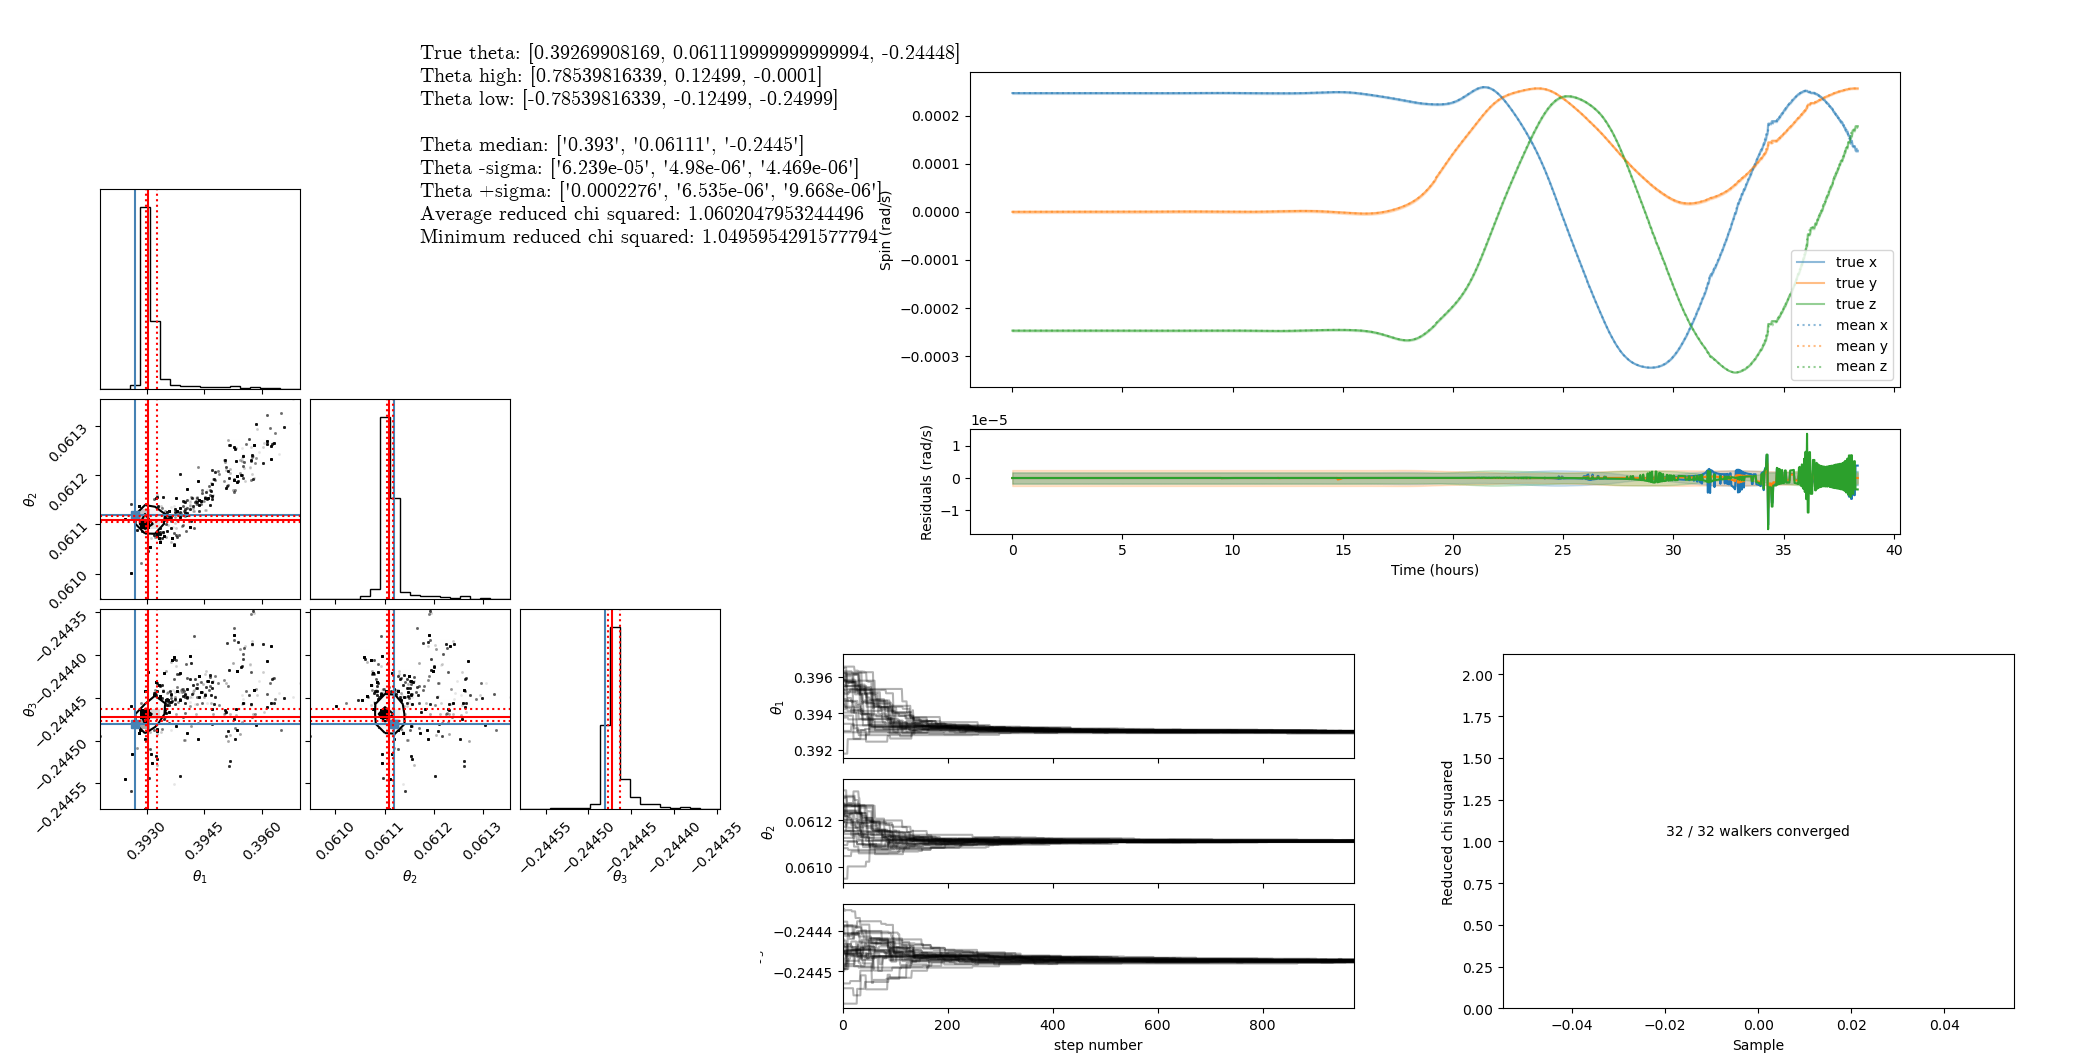 True theta: [0.39269908169, 0.061119999999999994, -0.24448]
Theta high: [0.78539816339, 0.12499, -0.0001]
Theta low: [-0.78539816339, -0.12499, -0.24999]
Theta median: ['0.393', '0.06111', '-0.2445']
Theta -sigma: ['6.239e-05', '4.98e-06', '4.469e-06']
Theta +sigma: ['0.0002276', '6.535e-06', '9.668e-06']
Average reduced chi squared: 1.0602047953244496
Minimum reduced chi squared: 1.0495954291577794
Spin (rad/s)
0.0002
0.0001
0.0000
−0.0001
−0.0002
−0.0003
true x
true y
true z
mean x
mean y
mean z
1e−5
Residuals (rad/s)
1
0
−1
0 5 10 15 20 25 30 35 40
Time (hours)
θ2
0.0613
0.0612
0.0611
0.0610
θ3
−0.24435
−0.24440
−0.24445
−0.24450
−0.24455
0.3930 0.3945 0.3960
θ1
0.0610 0.0611 0.0612 0.0613
θ2
−0.24455 −0.24450 −0.24445 −0.24440 −0.24435
θ3
θ1
0.396
0.394
0.392
θ2
0.0612
0.0610
−0.2444
−0.2445
0 200 400 600 800
step number
Reduced chi squared
2.00
1.75
1.50
1.25
1.00
0.75
0.50
0.25
0.00
32 / 32 walkers converged
−0.04 −0.02 0.00 0.02 0.04
Sample